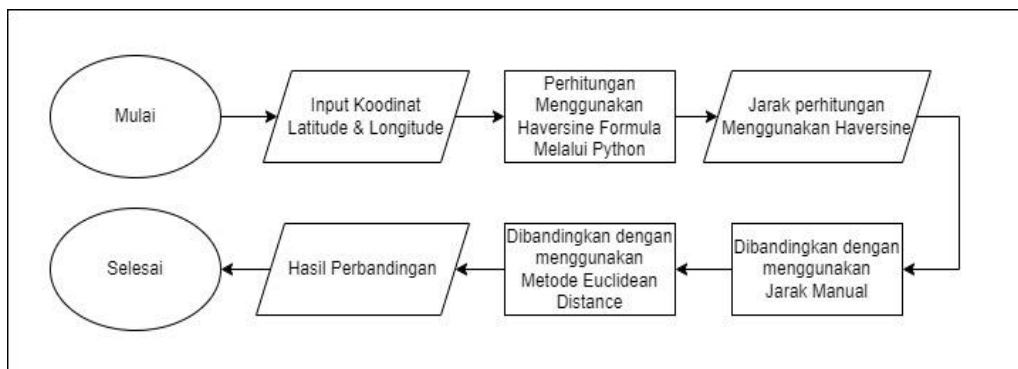 Mulai
Input Koodinat
Latitude & Longitude
Perhitungan
Menggunakan
Haversine Formula
Melalui Python
Jarak perhitungan
Menggunakan Haversine
Dibandingkan dengan
menggunakan
Jarak Manual
Dibandingkan dengan
menggunakan
Metode Euclidean
Distance
Hasil Perbandingan
Selesai